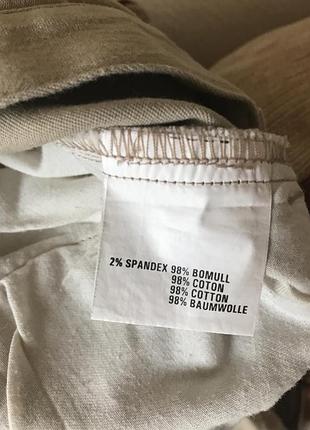 2% SPANDEX 98% BOMULL
98% COTON
98% COTTON
98% BAUMWOLLE